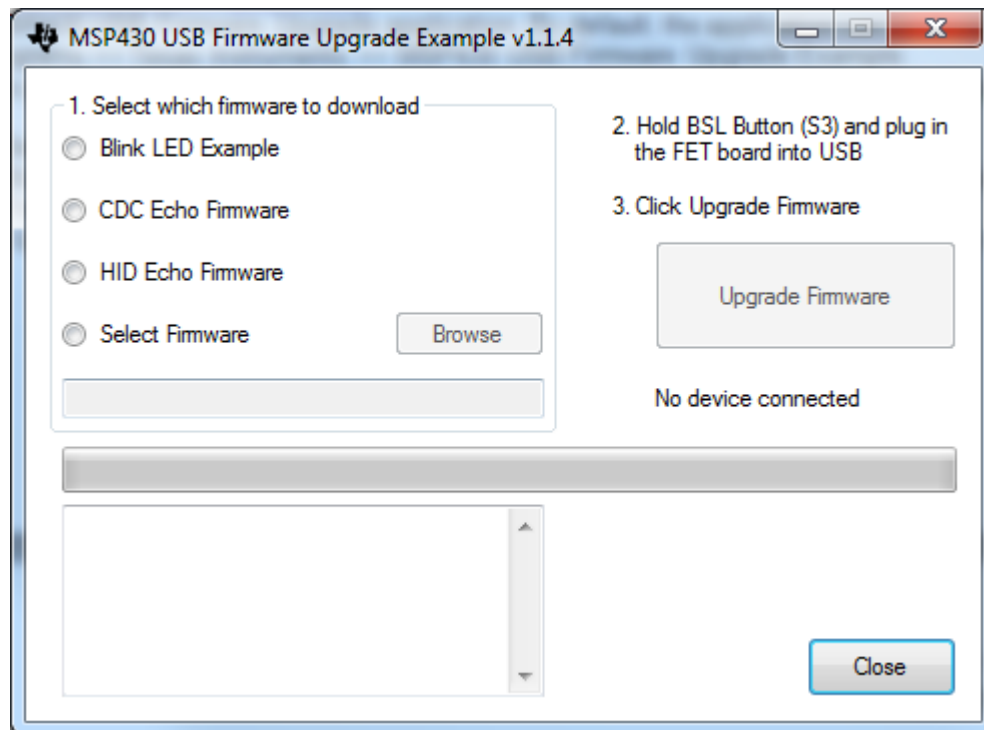 MSP430 USB Firmware Upgrade Example v1.1.4
1. Select which firmware to download
Blink LED Example
CDC Echo Firmware
HID Echo Firmware
Select Firmware
Browse
2. Hold BSL Button (S3) and plug in
the FET board into USB
3. Click Upgrade Firmware
Upgrade Firmware
No device connected
Close